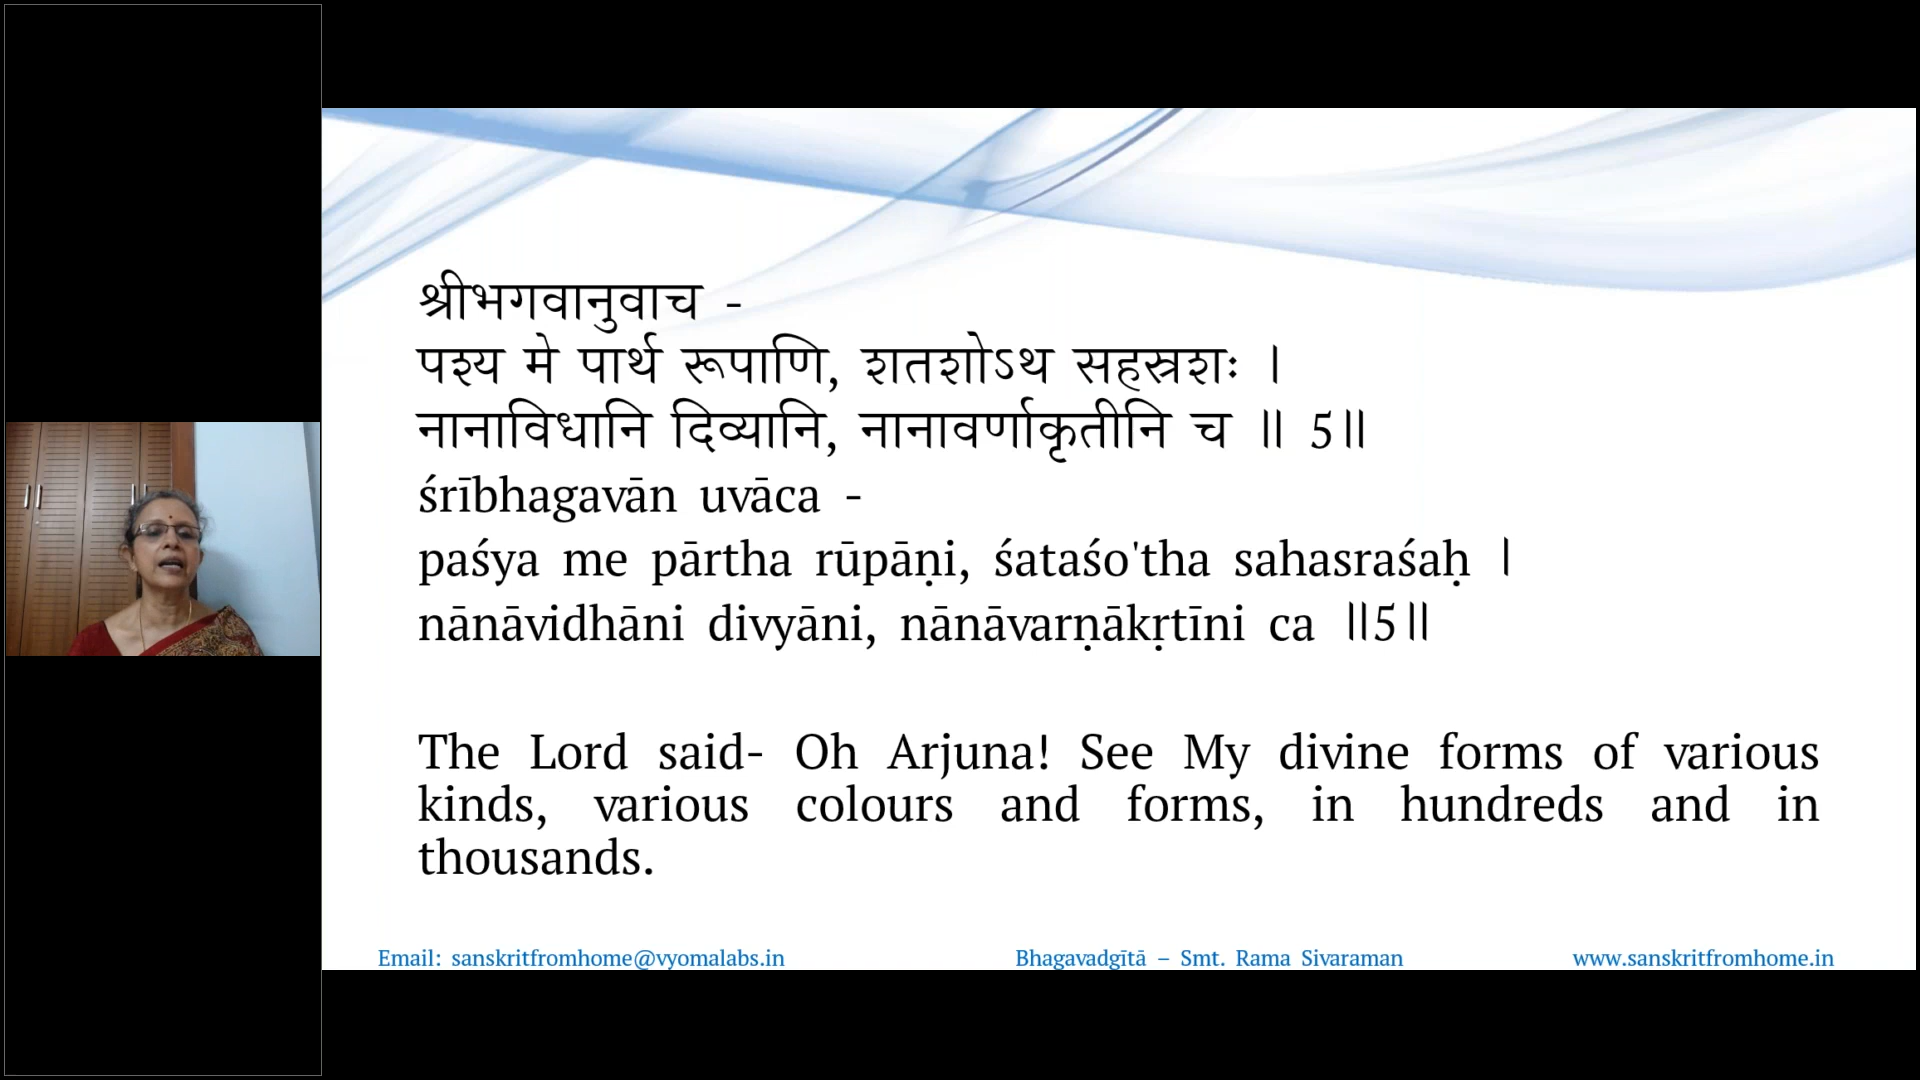 श्रीभगवानुवाच -
पश्य मे पार्थ रूपाणि, शतशोऽथ सहस्रशः ।
नानाविधानि दिव्यानि, नानावर्णाकृतीनि च ॥ 5॥
śrībhagavān uvāca -
paśya me pārtha rūpāṇi, śataśo'tha sahasraśaḥ ।
nānāvidhāni divyāni, nānāvarṇākṛtīni ca ॥5॥
The Lord said- Oh Arjuna! See My divine forms of various
kinds, various colours and forms, in hundreds and in
thousands.
Email: sanskritfromhome@vyomalabs.in Bhagavadgītā – Smt. Rama Sivaraman www.sanskritfromhome.in